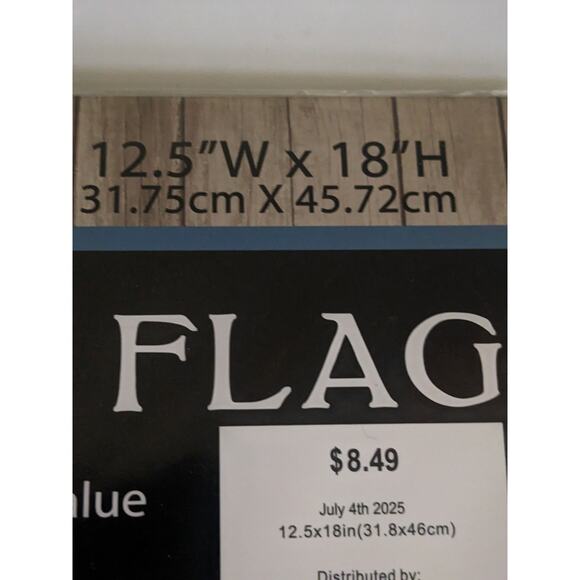 12.5"W x 18"H
31.75cm X 45.72cm
FLAG
$8.49
July 4th 2025
12.5x18in(31.8x46cm)
Distributed by: